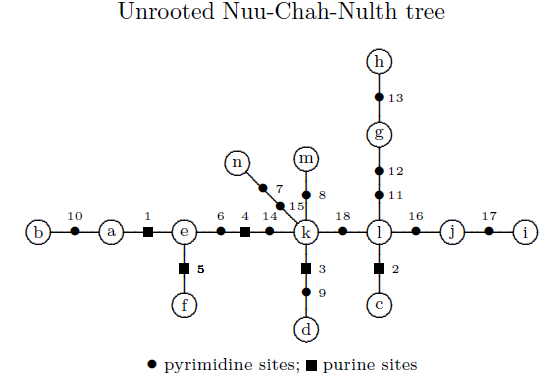 Unrooted Nuu-Chah-Nulth tree
h
13
g
n
m
12
7
8
11
15
10
1
6
4
14
18
16
17
b
a
e
k
l
j
i
5
3
2
9
f
c
d
pyrimidine sites; purine sites